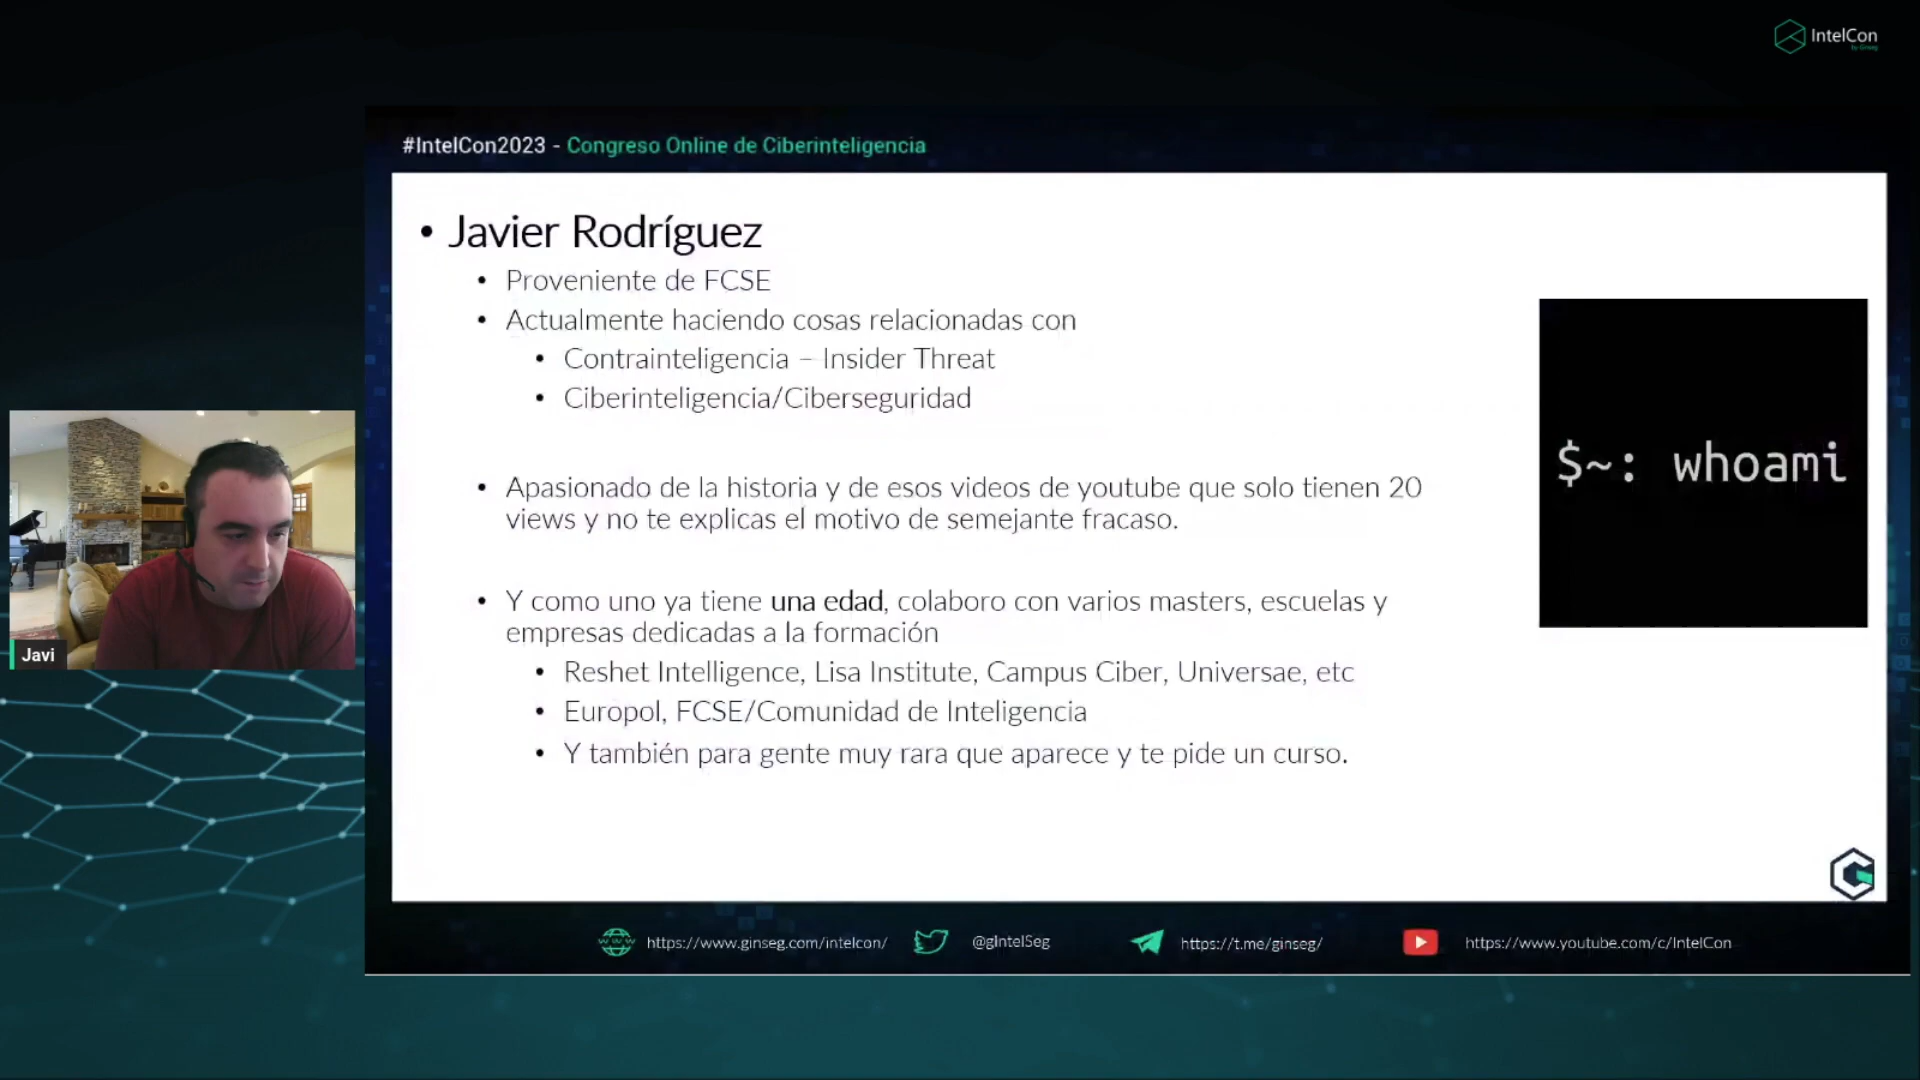 IntelCon
by Ginseg
#IntelCon2023 - Congreso Online de Ciberinteligencia
• Javier Rodríguez
• Proveniente de FCSE
• Actualmente haciendo cosas relacionadas con
• Contrainteligencia – Insider Threat
• Ciberinteligencia/Ciberseguridad
• Apasionado de la historia y de esos videos de youtube que solo tienen 20
views y no te explicas el motivo de semejante fracaso.
• Y como uno ya tiene una edad, colaboro con varios masters, escuelas y
empresas dedicadas a la formación
• Reshet Intelligence, Lisa Institute, Campus Ciber, Universae, etc
• Europol, FCSE/Comunidad de Inteligencia
• Y también para gente muy rara que aparece y te pide un curso.
$~: whoami
Javi
https://www.ginseg.com/intelcon/
@gIntelSeg
https://t.me/ginseg/
https://www.youtube.com/c/IntelCon